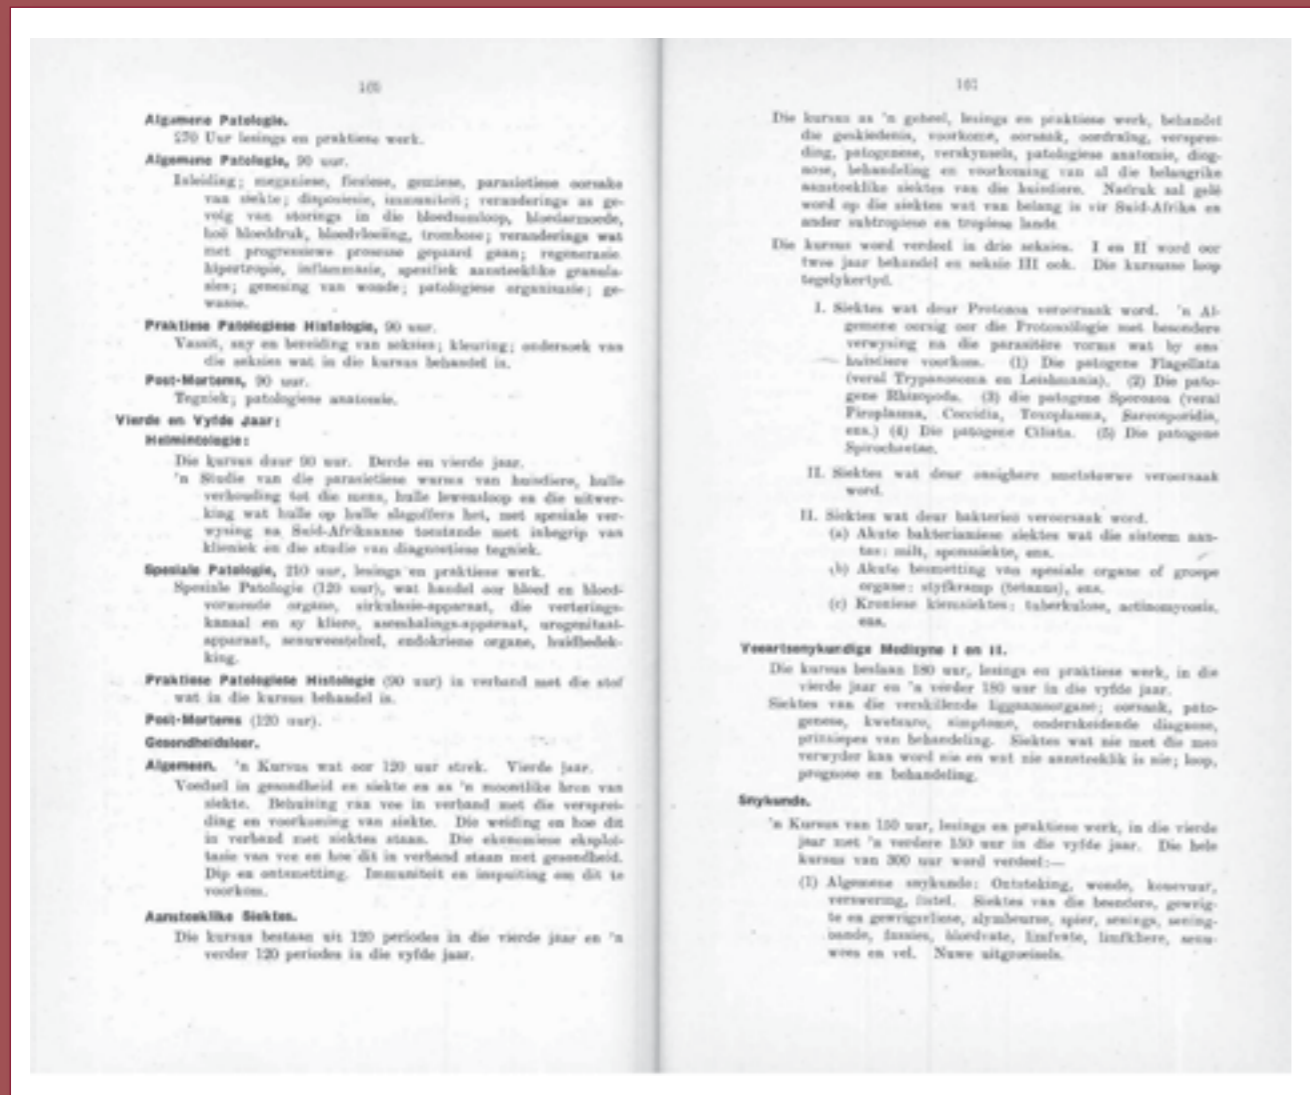 160
Algemene Patologie.
270 Uur lesings en praktiese werk.
Algemene Patologie, 90 uur.
Inleiding; meganiese, fisiese, gemiese, parasietiese oorsake
van siekte; disposisie, immuniteit; veranderings as ge-
volg van storings in die bloedsomloop, bloedarmoede,
hoë bloeddruk, bloedvloeiing, trombose; veranderings wat
met progressiewe prosesse gepaard gaan; regenerasie
hipertropie, inflammasie, spesifiek aansteeklike granula-
sies; genesing van wonde; patologiese organisasie; ge-
wasse.
Praktiese Patologiese Histologie, 90 uur.
Vassit, sny en bereiding van seksies; kleuring; ondersoek van
die seksies wat in die kursus behandel is.
Post-Mortems, 90 uur.
Tegniek; patologiese anatomie.
Vierde en Vyfde Jaar:
Helmintologie:
Die kursus duur 90 uur. Derde en vierde jaar.
'n Studie van die parasietiese wurms van huisdiere, hulle
verhouding tot die mens, hulle lewensloop en die uitwer-
king wat hulle op hulle slagoffers het, met spesiale ver-
wysing na Suid-Afrikaanse toestande met inbegrip van
kliniek en die studie van diagnostiese tegniek.
Spesiale Patologie, 210 uur, lesings en praktiese werk.
Spesiale Patologie (120 uur), wat handel oor bloed en bloed-
vormende organe, sirkulasie-apparaat, die verterings-
kanaal en sy kliere, asemhalings-apparaat, urogenitaal-
apparaat, senuweestelsel, endokriene organe, huidbedek-
king.
Praktiese Patologiese Histologie (90 uur) in verband met die stof
wat in die kursus behandel is.
Post-Mortems (120 uur).
Gesondheidsleer.
Algemeen. 'n Kursus wat oor 120 uur strek. Vierde jaar.
Voedsel in gesondheid en siekte en as 'n moontlike bron van
siekte. Behuising van vee in verband met die versprei-
ding en voorkoming van siekte. Die weiding en hoe dit
in verband met siektes staan. Die ekonomiese eksploi-
tasie van vee en hoe dit in verband staan met gesondheid.
Dip en ontsmetting. Immuniteit en inspuiting om dit te
voorkom.
Aansteeklike Siektes.
Die kursus bestaan uit 120 periodes in die vierde jaar en 'n
verder 120 periodes in die vyfde jaar.
161
Die kursus as 'n geheel, lesings en praktiese werk, behandel
die geskiedenis, voorkome, oorsaak, oordraing, versprei-
ding, patogenese, verskynsels, patologiese anatomie, diag-
nose, behandeling en voorkoming van al die belangrike
aansteeklike siektes van die huisdiere. Nadruk sal gelê
word op die siektes wat van belang is vir Suid-Afrika en
ander subtropiese en tropiese lande.
Die kursus word verdeel in drie seksies. I en II word oor
twee jaar behandel en seksie III ook. Die kursusse loop
tegelykertyd.
I. Siektes wat deur Protozoa veroorsaak word. 'n Al-
gemene oorsig oor die Protozoölogie met besondere
verwysing na die parasitêre vorms wat by ons
huisdiere voorkom. (1) Die patogene Flagellata
(veral Trypanosoma en Leishmania). (2) Die pato-
gene Rhizopoda. (3) die patogene Sporozoa (veral
Piroplasma, Coccidia, Toxoplasma, Sarcosporidia,
ens.) (4) Die patogene Ciliata. (5) Die patogene
Spirochaetae.
II. Siektes wat deur onsigbare smetstowwe veroorsaak
word.
II. Siektes wat deur bakterieë veroorsaak word.
(a) Akute bakteriemiese siektes wat die sisteem aan-
tas: milt, sponssiekte, ens.
(b) Akute besmetting van spesiale organe of groepe
organe: styfkramp (tetanus), ens.
(c) Kroniese kiemsiektes: tuberkulose, actinomycosis,
ens.
Veeartsenykundige Medisyne I en II.
Die kursus beslaan 180 uur, lesings en praktiese werk, in die
vierde jaar en 'n verder 180 uur in die vyfde jaar.
Siektes van die verskillende liggaamsorgane; oorsaak, pato-
genese, kwetsure, simptome, onderskeidende diagnose,
prinsiepes van behandeling. Siektes wat nie met die mes
verwyder kan word nie en wat nie aansteeklik is nie; loop,
prognose en behandeling.
Snykunde.
'n Kursus van 150 uur, lesings en praktiese werk, in die vierde
jaar met 'n verdere 150 uur in die vyfde jaar. Die hele
kursus van 300 uur word verdeel:—
(1) Algemene snykunde: Ontsteking, wonde, kouevuur,
verswering, fistel. Siektes van die beendere, gewrig-
te en gewrigsvliese, slymbeurse, spier, senings, sening-
bande, fassies, bloedvate, limfvate, limfkliere, senu-
wees en vel. Nuwe uitgroeisels.